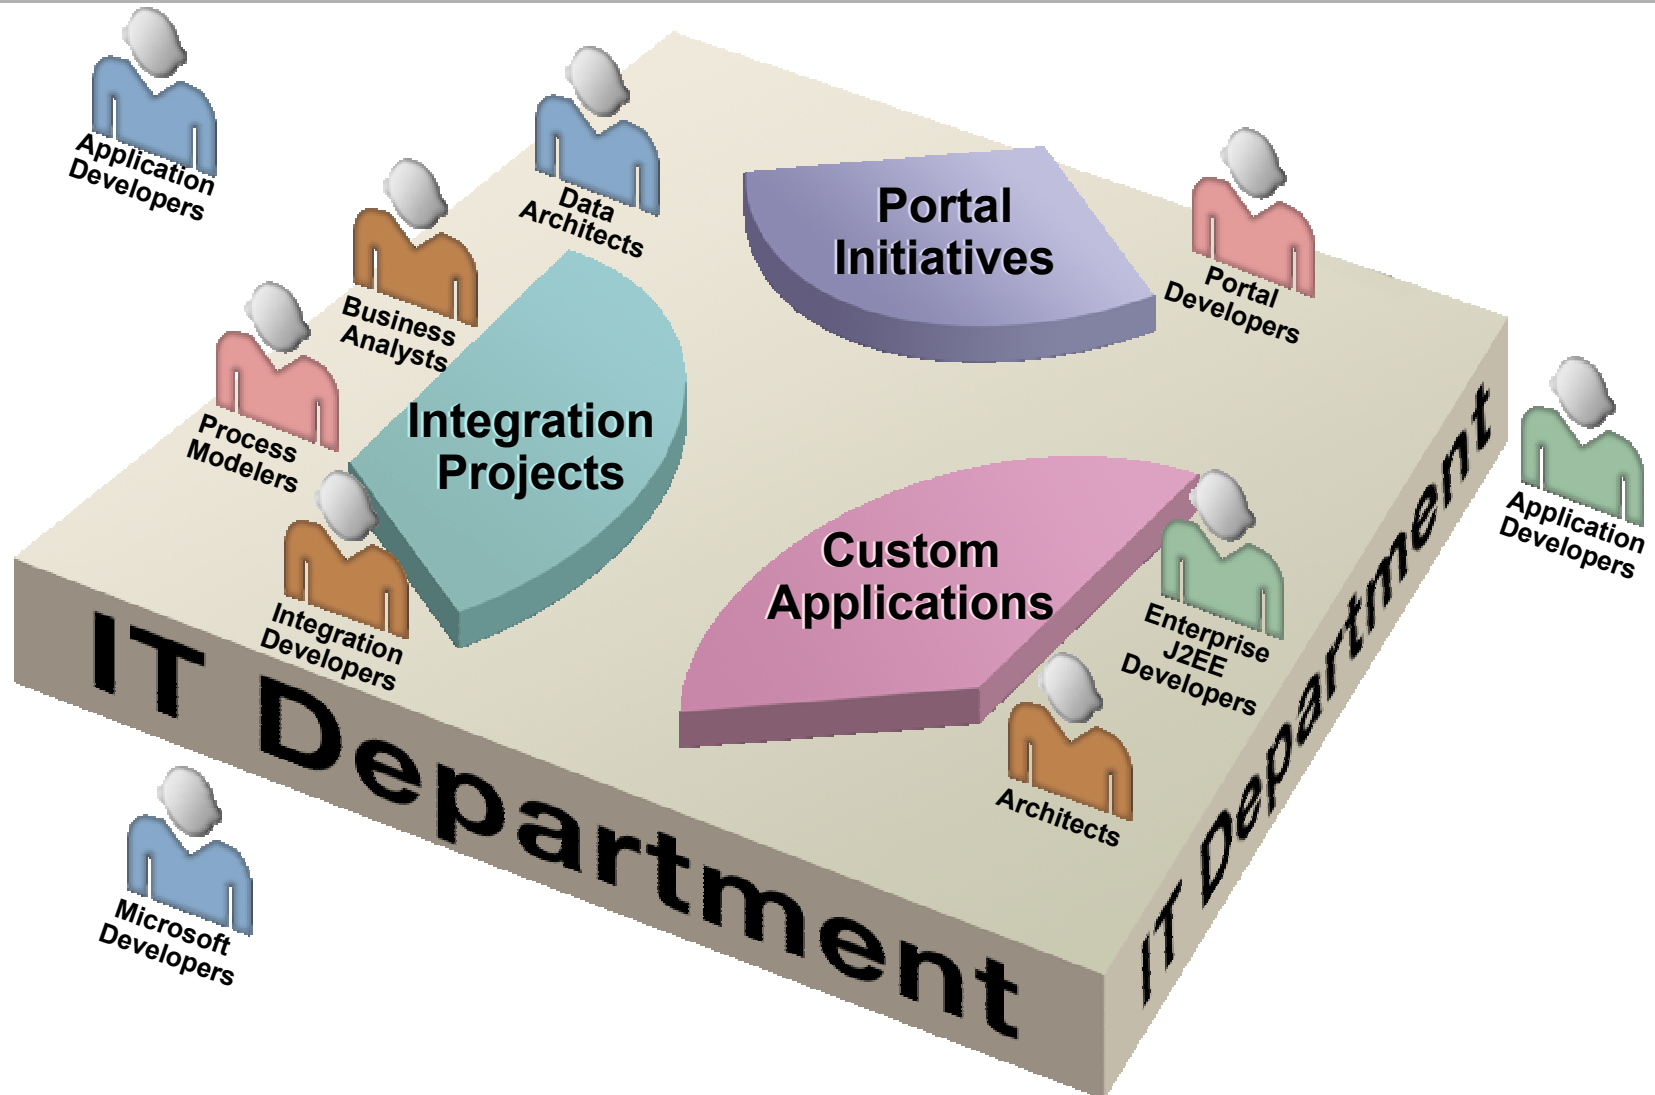 Application
Developers
Data
Architects
Business
Analysts
Process
Modelers
Integration
Developers
Portal
Initiatives
Portal
Developers
Integration
Projects
Custom
Applications
Enterprise
J2EE
Developers
Architects
Application
Developers
IT Department
IT Department
Microsoft
Developers